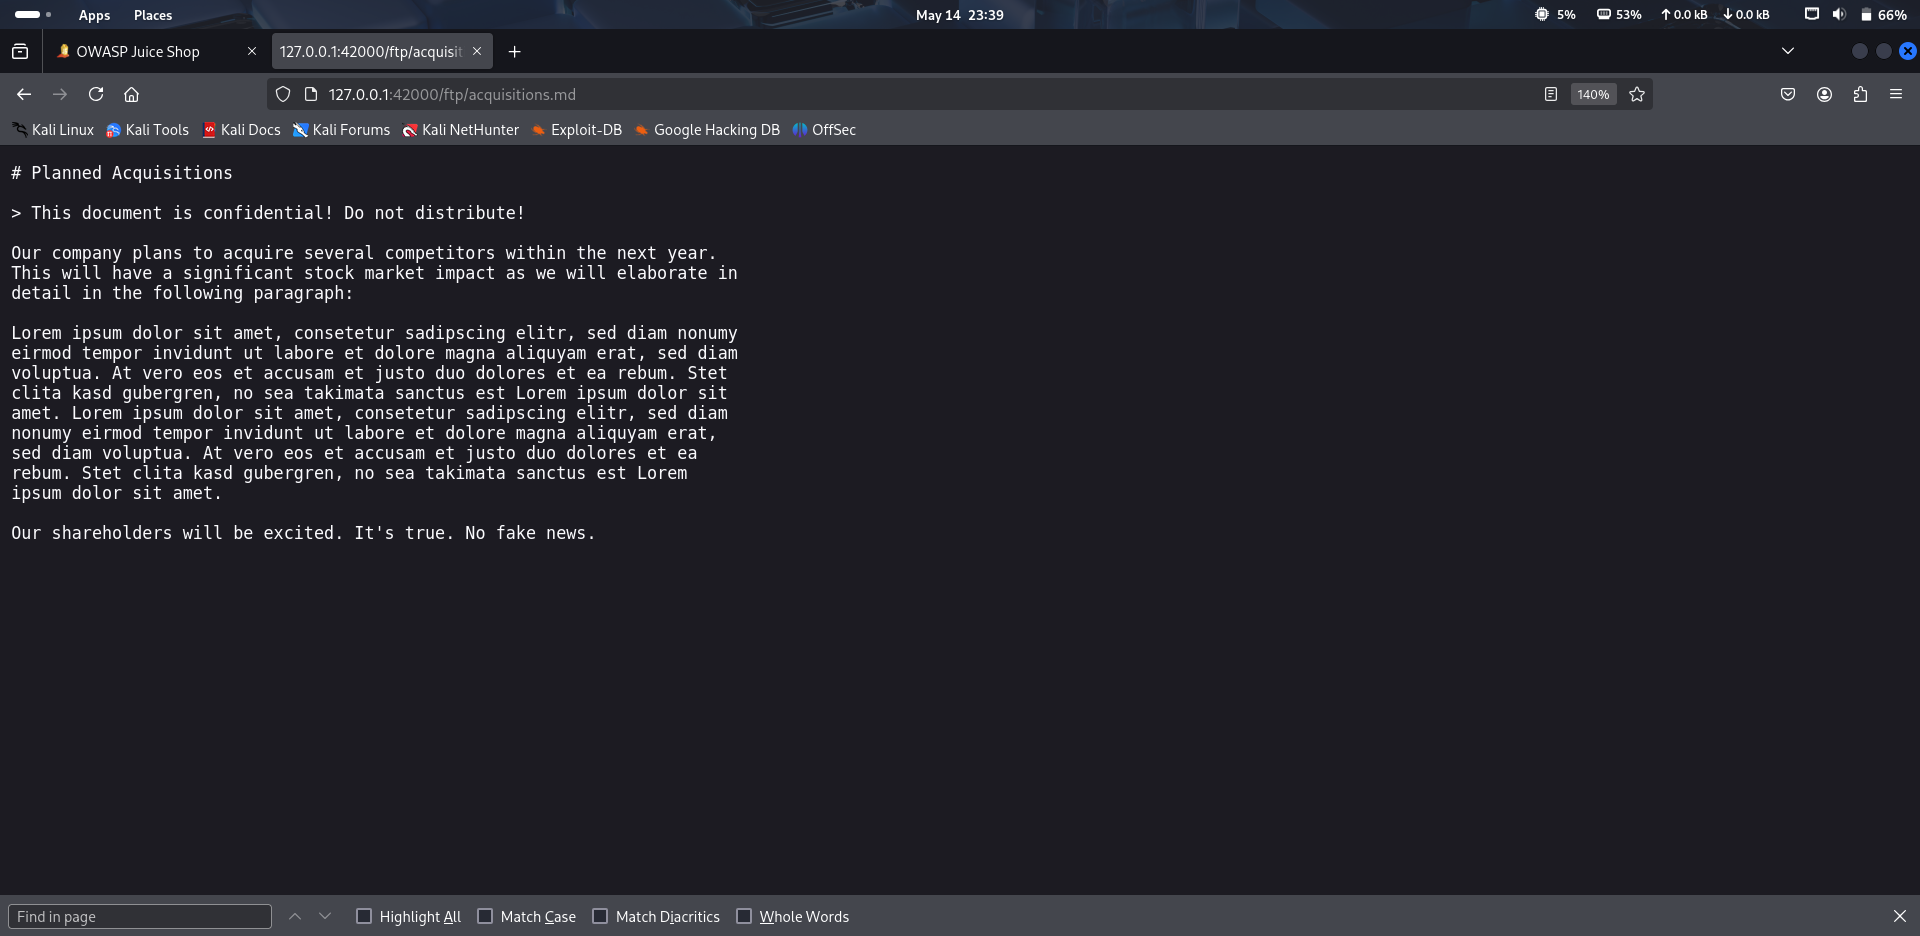 Apps Places May 14 23:39 5% 53% 0.0 kB 0.0 kB 66%
OWASP Juice Shop 127.0.0.1:42000/ftp/acquisit
127.0.0.1:42000/ftp/acquisitions.md 140%
Kali Linux Kali Tools Kali Docs Kali Forums Kali NetHunter Exploit-DB Google Hacking DB OffSec
# Planned Acquisitions
> This document is confidential! Do not distribute!
Our company plans to acquire several competitors within the next year.
This will have a significant stock market impact as we will elaborate in
detail in the following paragraph:
Lorem ipsum dolor sit amet, consetetur sadipscing elitr, sed diam nonumy
eirmod tempor invidunt ut labore et dolore magna aliquyam erat, sed diam
voluptua. At vero eos et accusam et justo duo dolores et ea rebum. Stet
clita kasd gubergren, no sea takimata sanctus est Lorem ipsum dolor sit
amet. Lorem ipsum dolor sit amet, consetetur sadipscing elitr, sed diam
nonumy eirmod tempor invidunt ut labore et dolore magna aliquyam erat,
sed diam voluptua. At vero eos et accusam et justo duo dolores et ea
rebum. Stet clita kasd gubergren, no sea takimata sanctus est Lorem
ipsum dolor sit amet.
Our shareholders will be excited. It's true. No fake news.
Find in page Highlight All Match Case Match Diacritics Whole Words